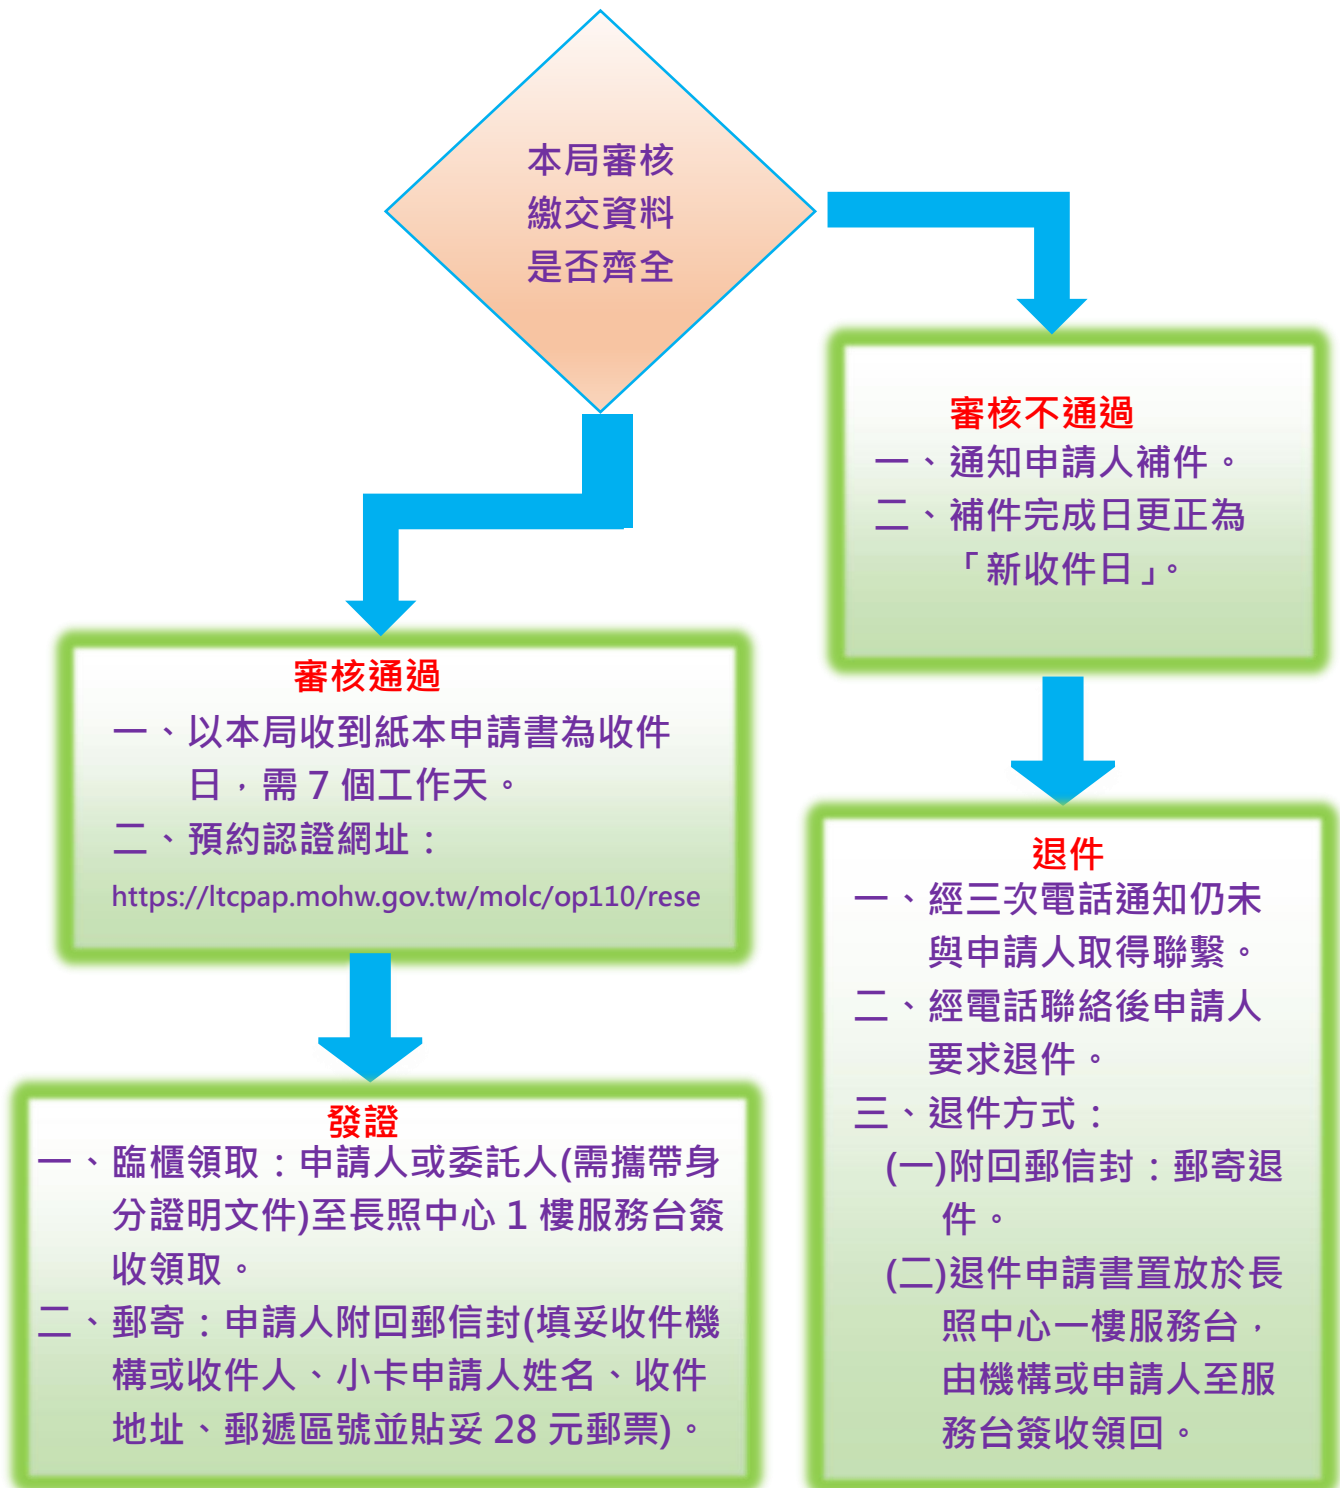 本局審核
繳交資料
是否齊全
審核不通過
一、通知申請人補件。
二、補件完成日更正為
「新收件日」。
審核通過
一、以本局收到紙本申請書為收件
日，需 7 個工作天。
二、預約認證網址：
https://ltcpap.mohw.gov.tw/molc/op110/rese
退件
一、經三次電話通知仍未
與申請人取得聯繫。
二、經電話聯絡後申請人
要求退件。
三、退件方式：
(一)附回郵信封：郵寄退
件。
(二)退件申請書置放於長
照中心一樓服務台，
由機構或申請人至服
務台簽收領回。
發證
一、臨櫃領取：申請人或委託人(需攜帶身
分證明文件)至長照中心 1 樓服務台簽
收領取。
二、郵寄：申請人附回郵信封(填妥收件機
構或收件人、小卡申請人姓名、收件
地址、郵遞區號並貼妥 28 元郵票)。